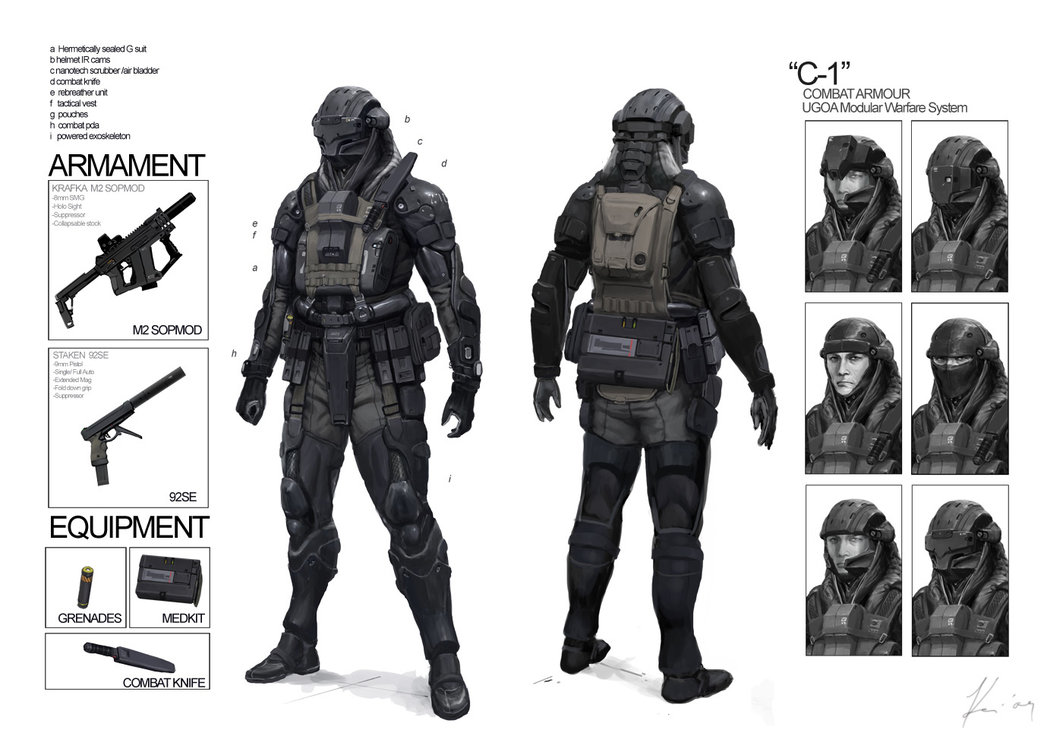 a Hermetically sealed G suit
b helmet IR cams
c nanotech scrubber /air bladder
d combat knife
e rebreather unit
f tactical vest
g pouches
h combat pda
i powered exoskeleton
ARMAMENT
KRAFKA M2 SOPMOD
-8mm SMG
-Holo Sight
-Suppressor
-Collapsable stock
M2 SOPMOD
STAKEN 92SE
-9mm Pistol
-Single/ Full Auto
-Extended Mag
-Fold down grip
-Suppressor
92SE
EQUIPMENT
GRENADES
MEDKIT
COMBAT KNIFE
b
c
d
e
f
a
h
i
“C-1”
COMBAT ARMOUR
UGOA Modular Warfare System